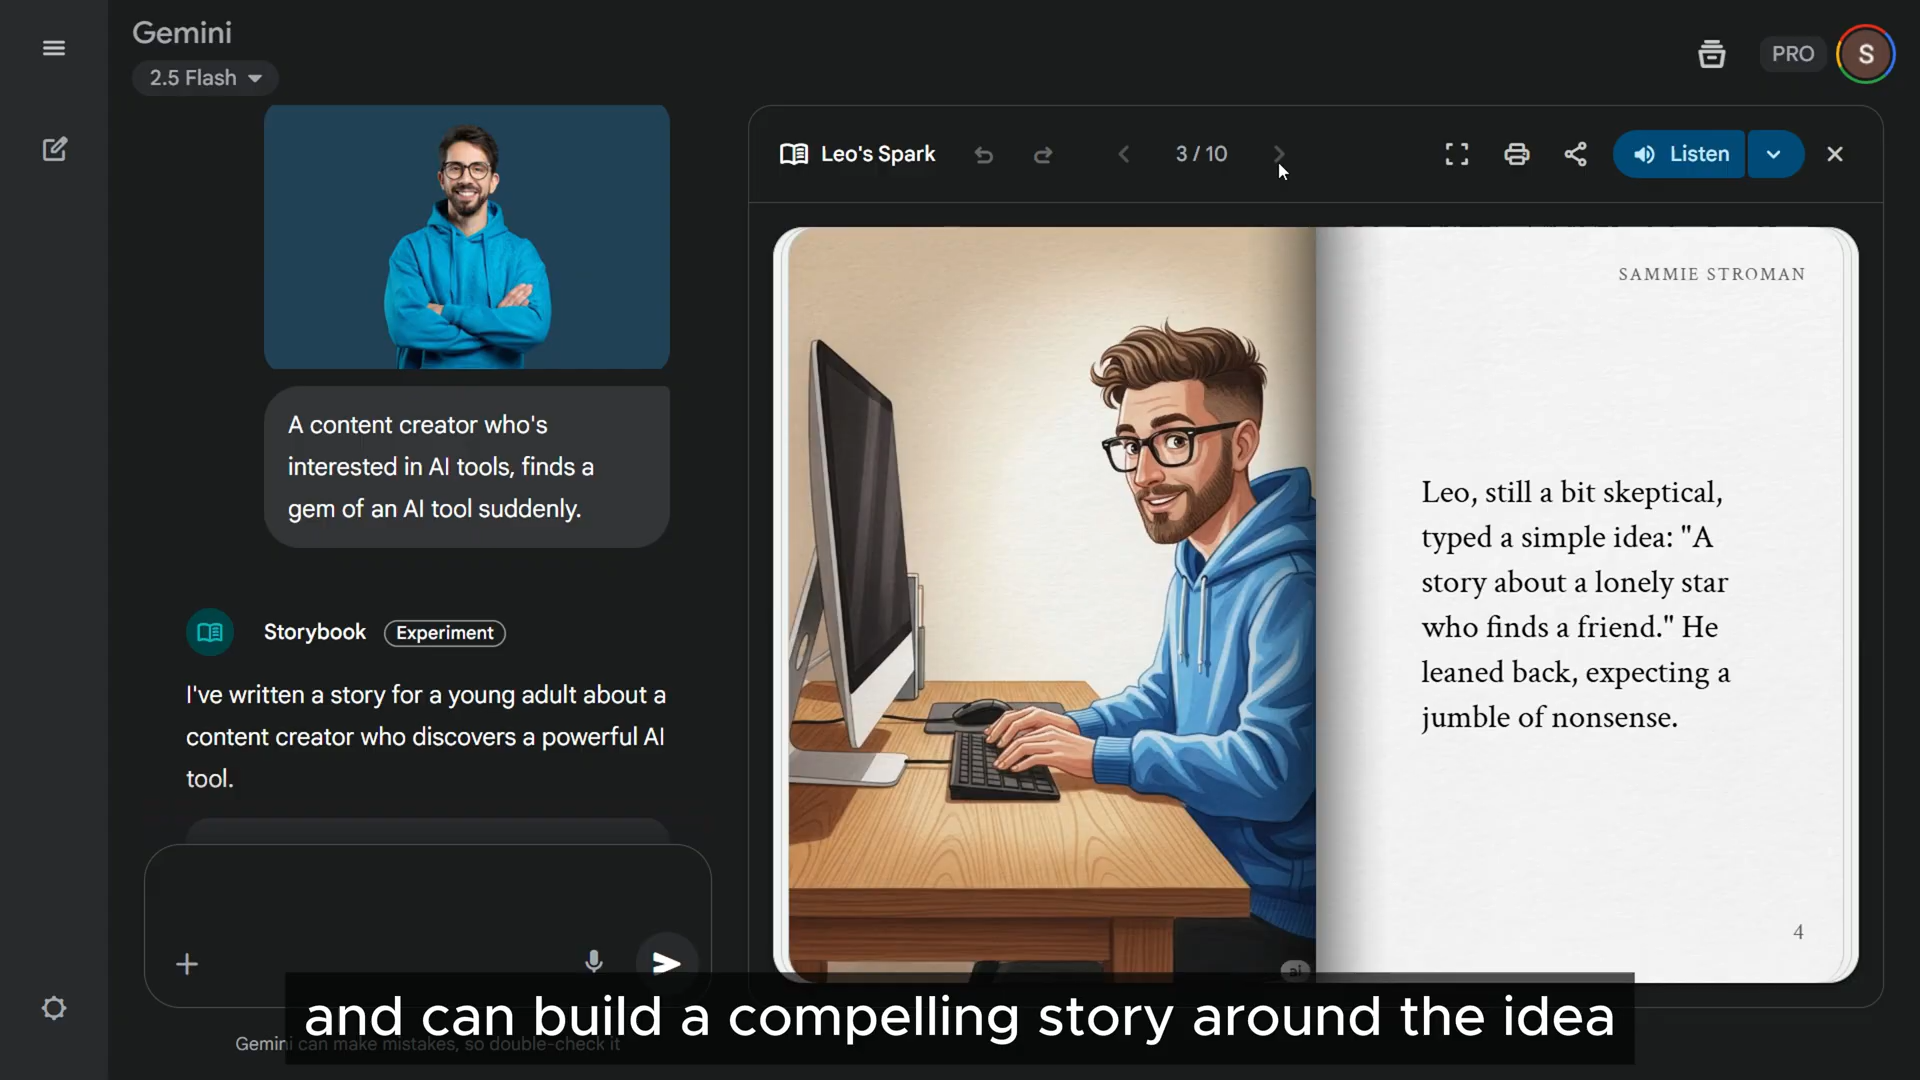 Gemini
2.5 Flash
PRO
S
A content creator who's
interested in AI tools, finds a
gem of an AI tool suddenly.
Storybook Experiment
I've written a story for a young adult about a
content creator who discovers a powerful AI
tool.
Leo's Spark
3 / 10
Listen
SAMMIE STROMAN
Leo, still a bit skeptical,
typed a simple idea: "A
story about a lonely star
who finds a friend." He
leaned back, expecting a
jumble of nonsense.
4
ai
Gemini can make mistakes, so double-check it
and can build a compelling story around the idea